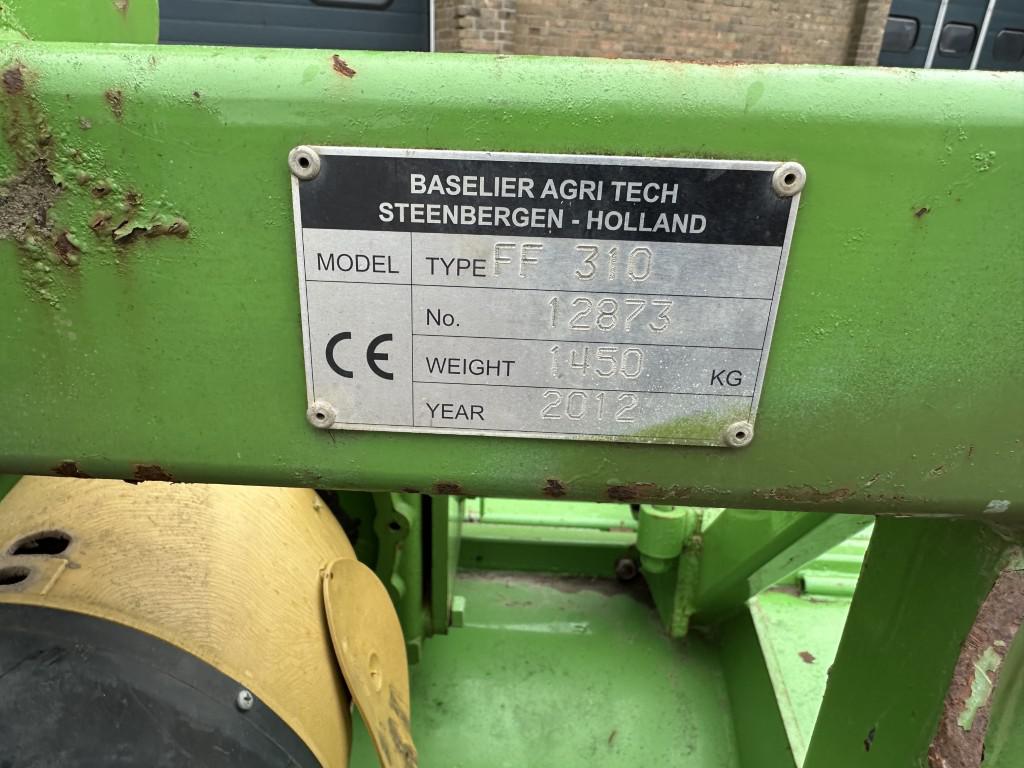 BASELIER AGRI TECH
STEENBERGEN - HOLLAND
MODEL TYPE FF 310
No. 12873
CE
WEIGHT 1450 KG
YEAR 2012